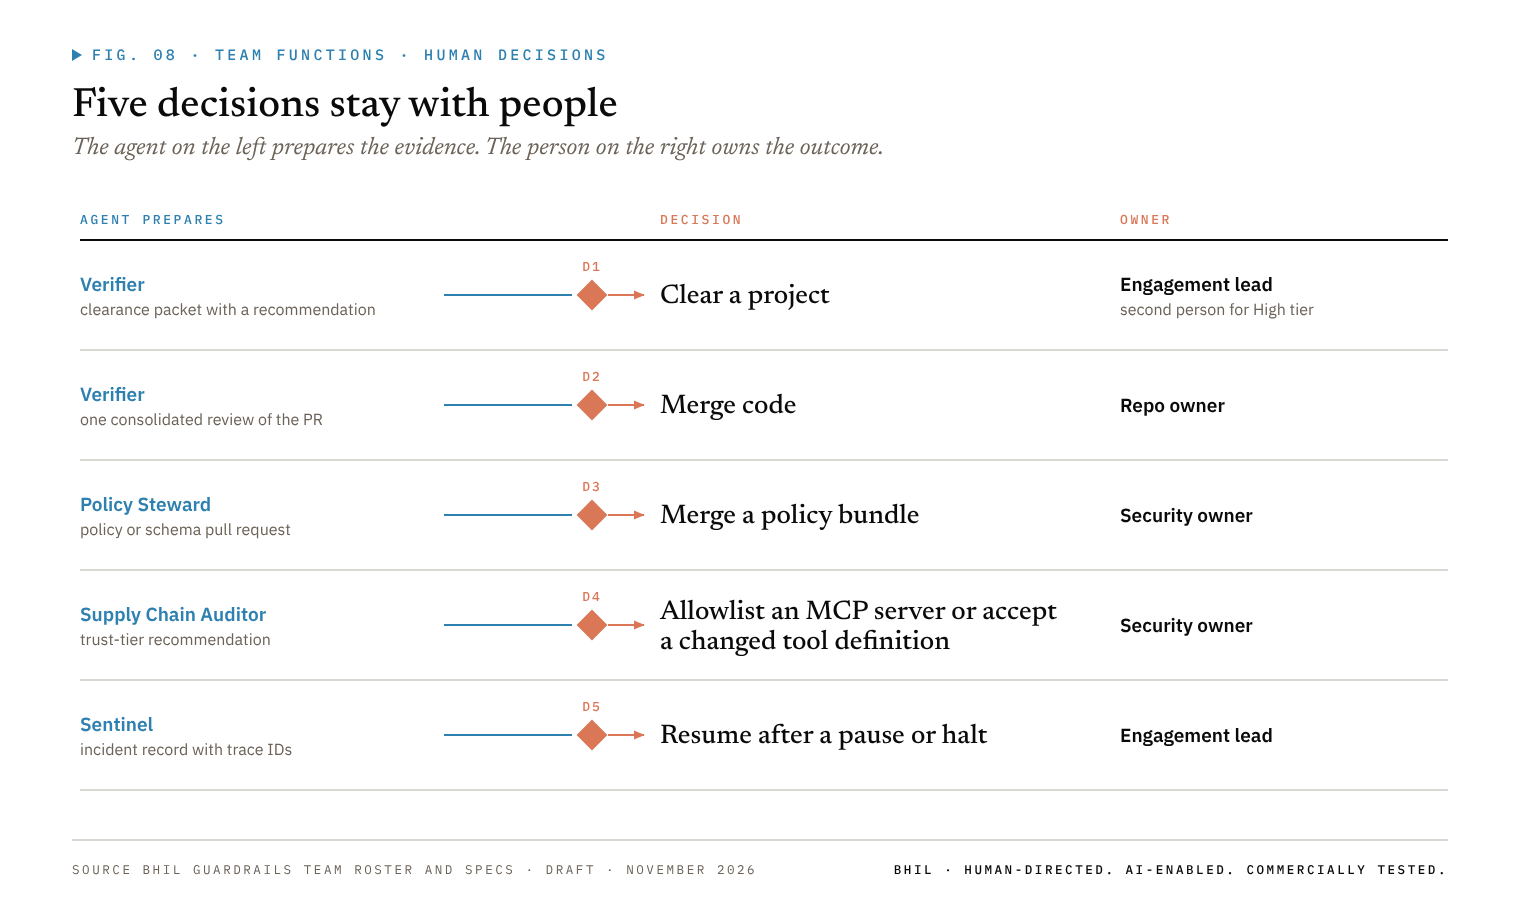 FIG. 08 · TEAM FUNCTIONS · HUMAN DECISIONS
Five decisions stay with people
The agent on the left prepares the evidence. The person on the right owns the outcome.
AGENT PREPARES
DECISION
OWNER
Verifier
clearance packet with a recommendation
D1
Clear a project
Engagement lead
second person for High tier
Verifier
one consolidated review of the PR
D2
Merge code
Repo owner
Policy Steward
policy or schema pull request
D3
Merge a policy bundle
Security owner
Supply Chain Auditor
trust-tier recommendation
D4
Allowlist an MCP server or accept
a changed tool definition
Security owner
Sentinel
incident record with trace IDs
D5
Resume after a pause or halt
Engagement lead
SOURCE BHIL GUARDRAILS TEAM ROSTER AND SPECS · DRAFT · NOVEMBER 2026
BHIL · HUMAN-DIRECTED. AI-ENABLED. COMMERCIALLY TESTED.